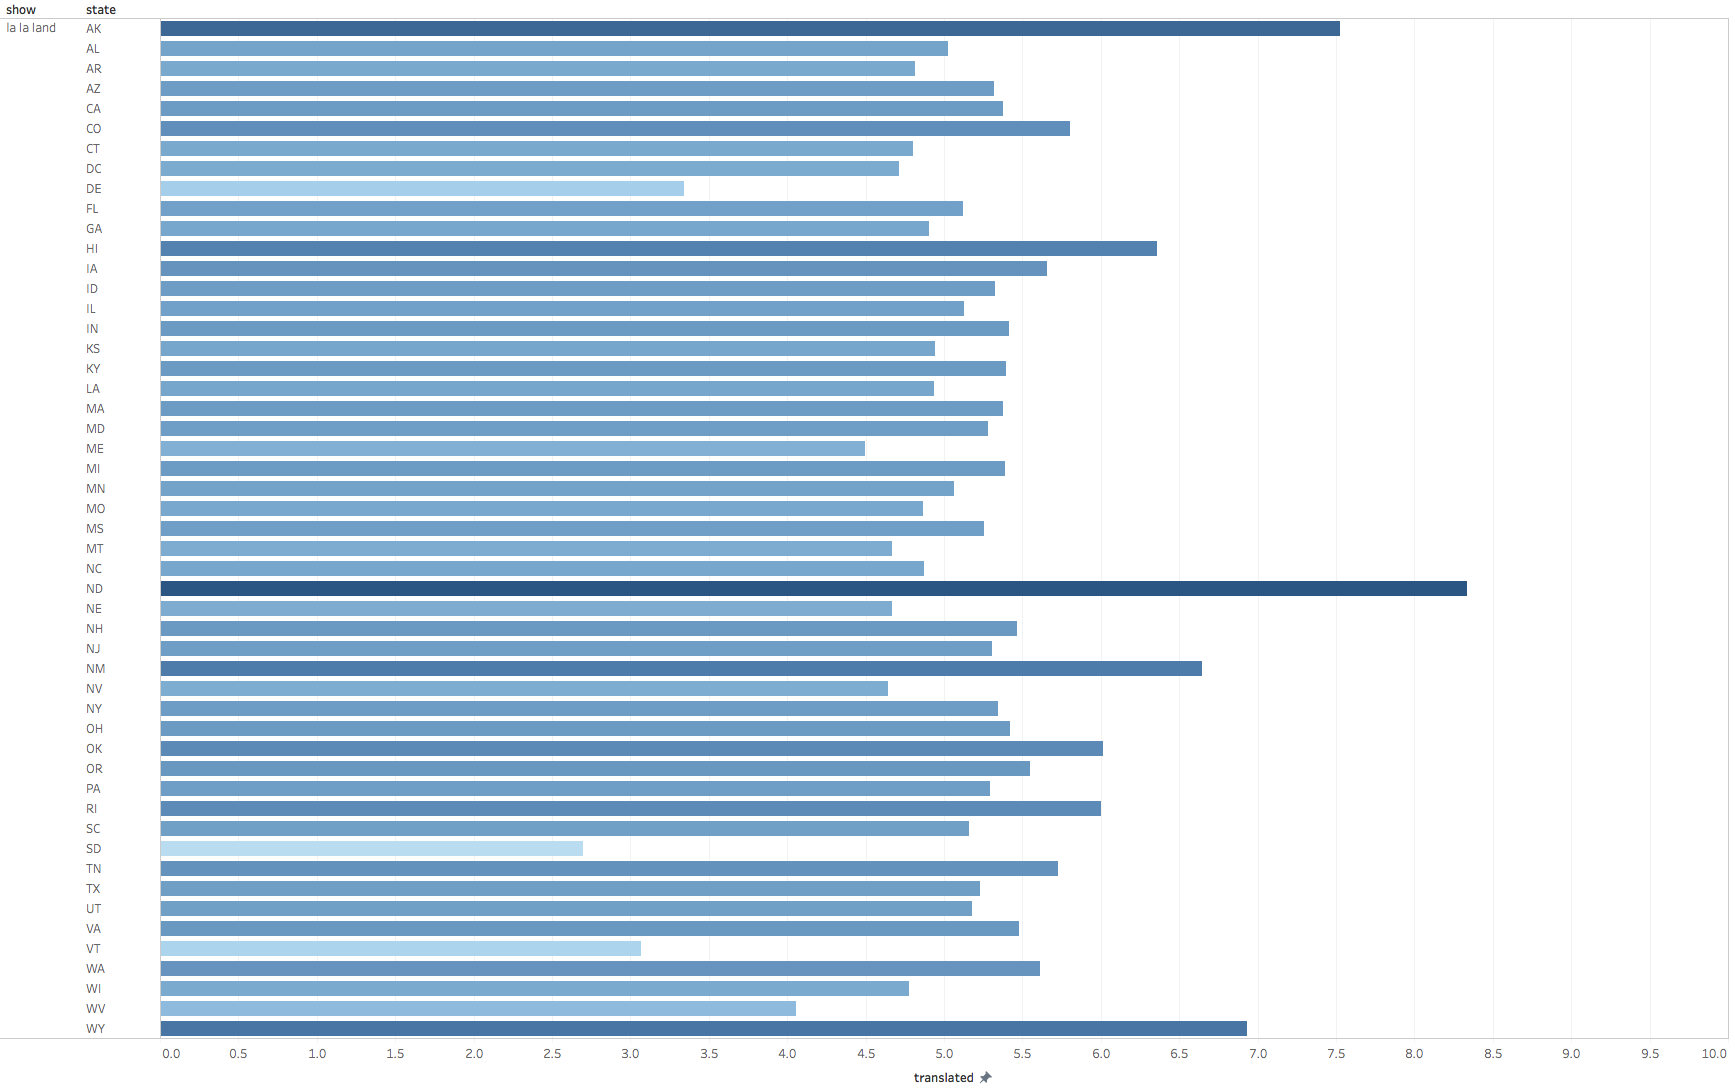 show state
la la land AK
AL
AR
AZ
CA
CO
CT
DC
DE
FL
GA
HI
IA
ID
IL
IN
KS
KY
LA
MA
MD
ME
MI
MN
MO
MS
MT
NC
ND
NE
NH
NJ
NM
NV
NY
OH
OK
OR
PA
RI
SC
SD
TN
TX
UT
VA
VT
WA
WI
WV
WY
0.0 0.5 1.0 1.5 2.0 2.5 3.0 3.5 4.0 4.5 5.0 5.5 6.0 6.5 7.0 7.5 8.0 8.5 9.0 9.5 10.0
translated